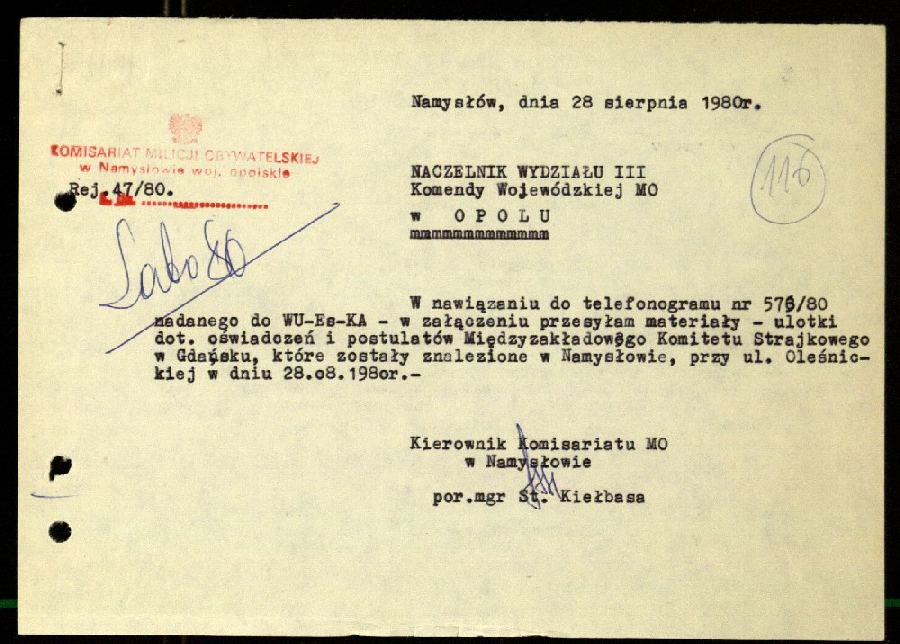 Namysłów, dnia 28 sierpnia 1980r.
KOMISARIAT MILICJI OBYWATELSKIEJ
w Namysłowie woj. opolskie
Rej.47/80.
NACZELNIK WYDZIAŁU III
Komendy Wojewódzkiej MO
w O P O L U
116
W nawiązaniu do telefonogramu nr 576/80
nadanego do WU-Es-KA - w załączeniu przesyłam materiały - ulotki
dot. oświadczeń i postulatów Międzyzakładowego Komitetu Strajkowego
w Gdańsku, które zostały znalezione w Namysłowie, przy ul. Oleśnic-
kiej w dniu 28.o8.198or.-
Kierownik Komisariatu MO
w Namysłowie
por.mgr St. Kiełbasa